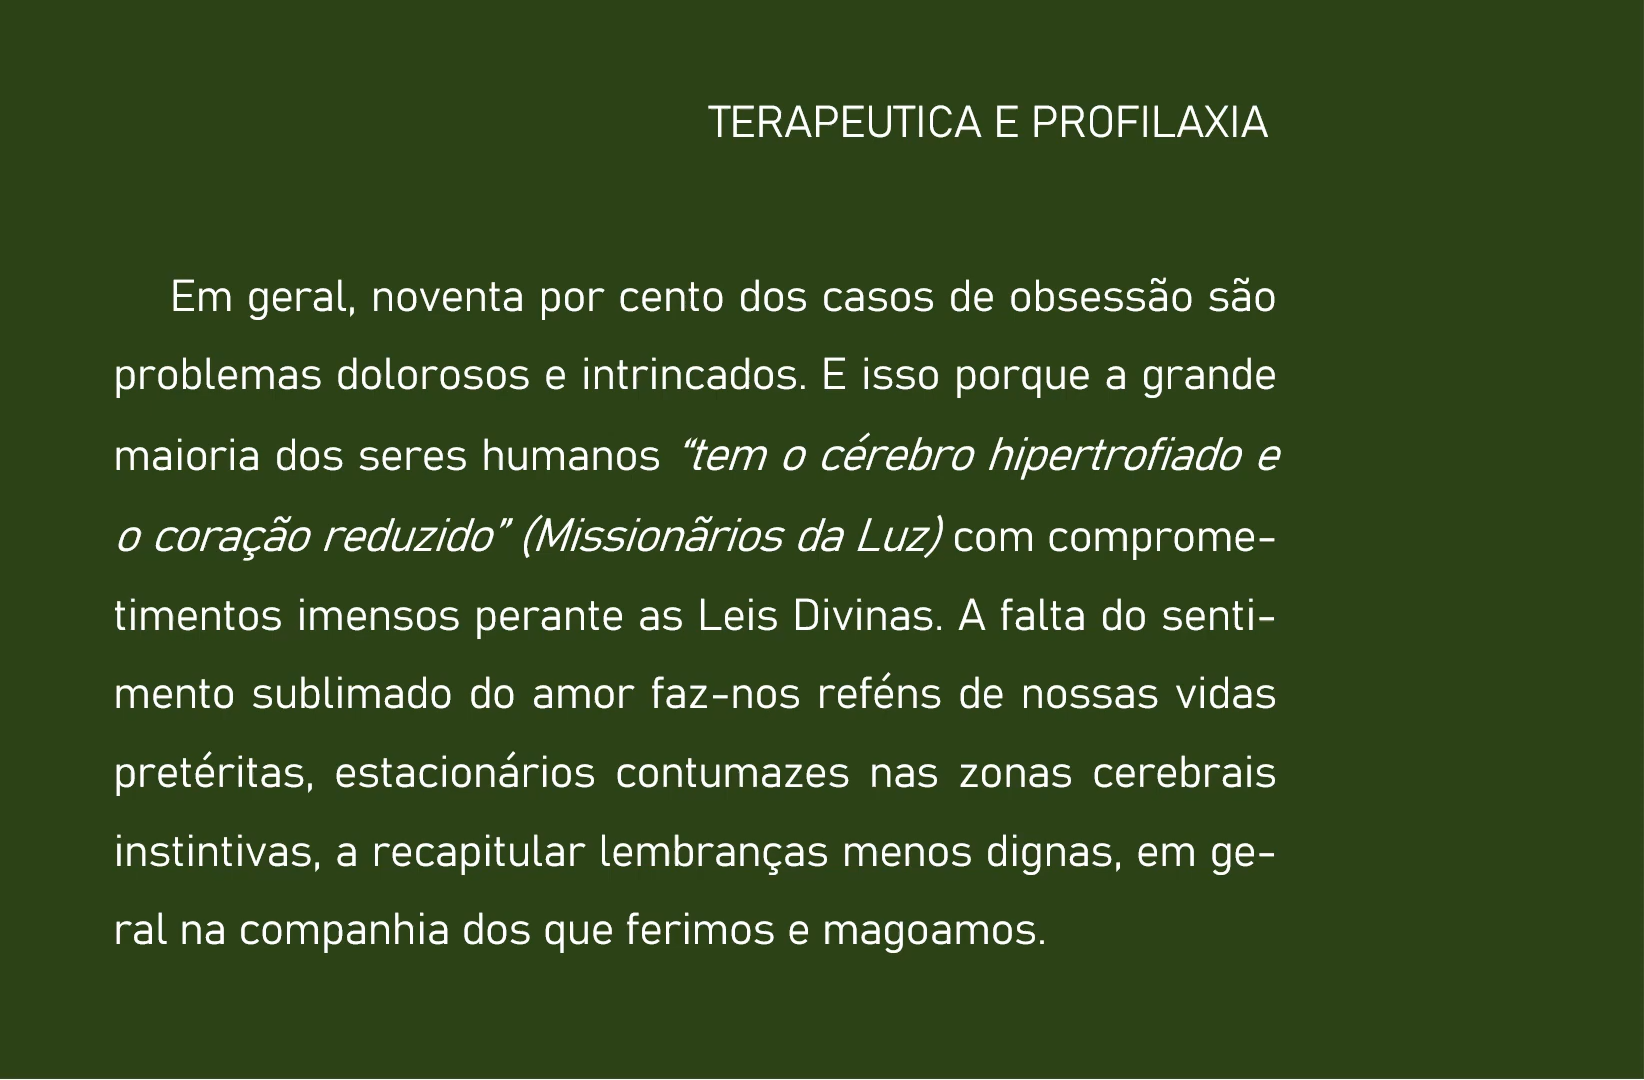 TERAPEUTICA E PROFILAXIA
Em geral, noventa por cento dos casos de obsessão são
problemas dolorosos e intrincados. E isso porque a grande
maioria dos seres humanos “tem o cérebro hipertrofiado e
o coração reduzido” (Missionãrios da Luz) com comprome-
timentos imensos perante as Leis Divinas. A falta do senti-
mento sublimado do amor faz-nos reféns de nossas vidas
pretéritas, estacionários contumazes nas zonas cerebrais
instintivas, a recapitular lembranças menos dignas, em ge-
ral na companhia dos que ferimos e magoamos.